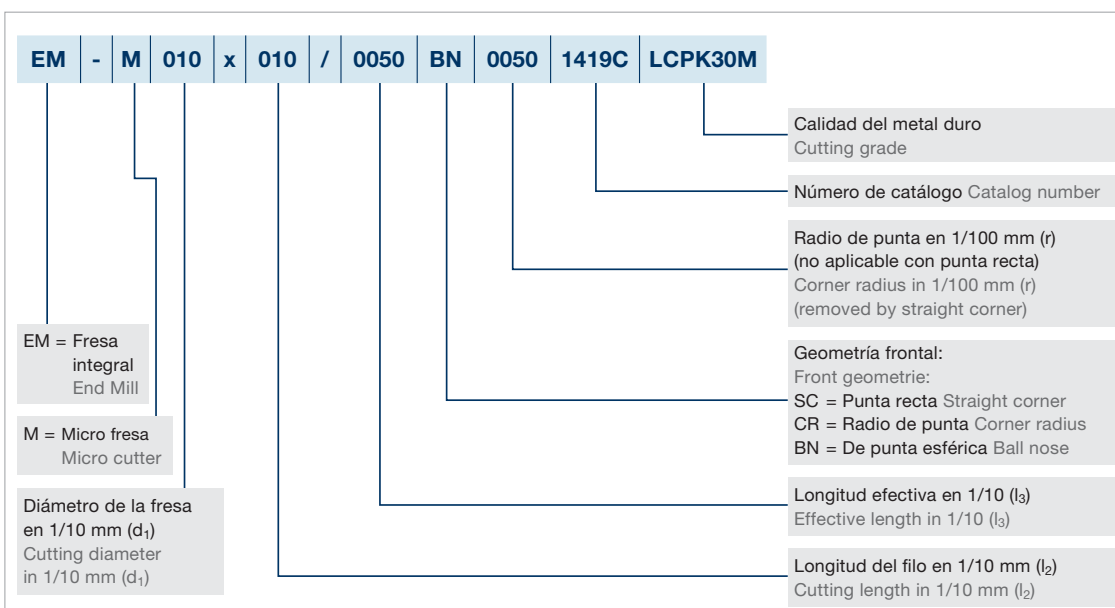 EM - M 010 x 010 / 0050 BN 0050 1419C LCPK30M
Calidad del metal duro
Cutting grade
Número de catálogo Catalog number
Radio de punta en 1/100 mm (r)
(no aplicable con punta recta)
Corner radius in 1/100 mm (r)
(removed by straight corner)
EM = Fresa
integral
End Mill
Geometría frontal:
Front geometrie:
SC = Punta recta Straight corner
CR = Radio de punta Corner radius
BN = De punta esférica Ball nose
M = Micro fresa
Micro cutter
Diámetro de la fresa
en 1/10 mm (d₁)
Cutting diameter
in 1/10 mm (d₁)
Longitud efectiva en 1/10 (l₃)
Effective length in 1/10 (l₃)
Longitud del filo en 1/10 mm (l₂)
Cutting length in 1/10 mm (l₂)